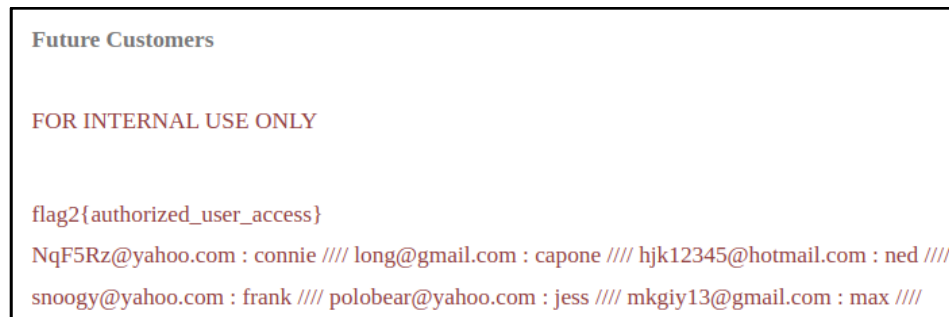 Future Customers
FOR INTERNAL USE ONLY
flag2{authorized_user_access}
NqF5Rz@yahoo.com : connie //// long@gmail.com : capone //// hjk12345@hotmail.com : ned ////
snoogy@yahoo.com : frank //// polobear@yahoo.com : jess //// mkgiy13@gmail.com : max ////